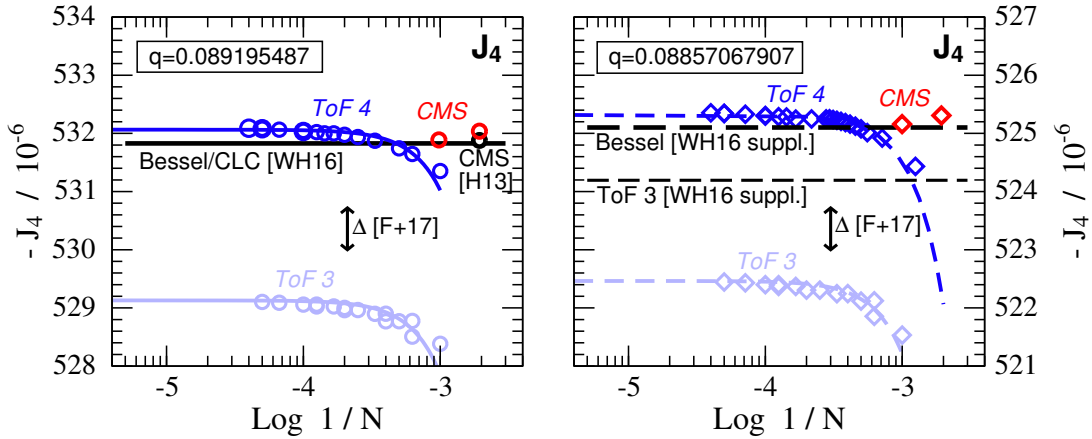 - J4 / 10^-6
534
533
532
531
530
529
528
q=0.089195487
J4
ToF 4
CMS
Bessel/CLC [WH16]
CMS
[H13]
Δ [F+17]
ToF 3
-5
-4
-3
Log 1 / N
q=0.08857067907
J4
ToF 4
CMS
Bessel [WH16 suppl.]
ToF 3 [WH16 suppl.]
Δ [F+17]
ToF 3
-5
-4
-3
Log 1 / N
527
526
525
524
523
522
521
- J4 / 10^-6